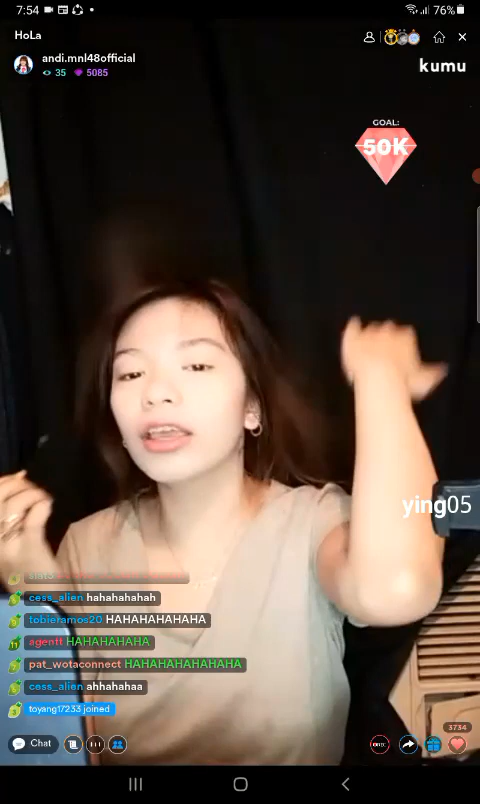 7:54
76%
HoLa
andi.mnl48official
35 5085
kumu
GOAL:
50K
ying05
cess_alien hahahahahah
tobieramos20 HAHAHAHAHAHA
agentt HAHAHAHAHA
11
pat_wotaconnect HAHAHAHAHAHAHA
cess_alien ahhahahaa
toyang17233 joined
3734
Chat